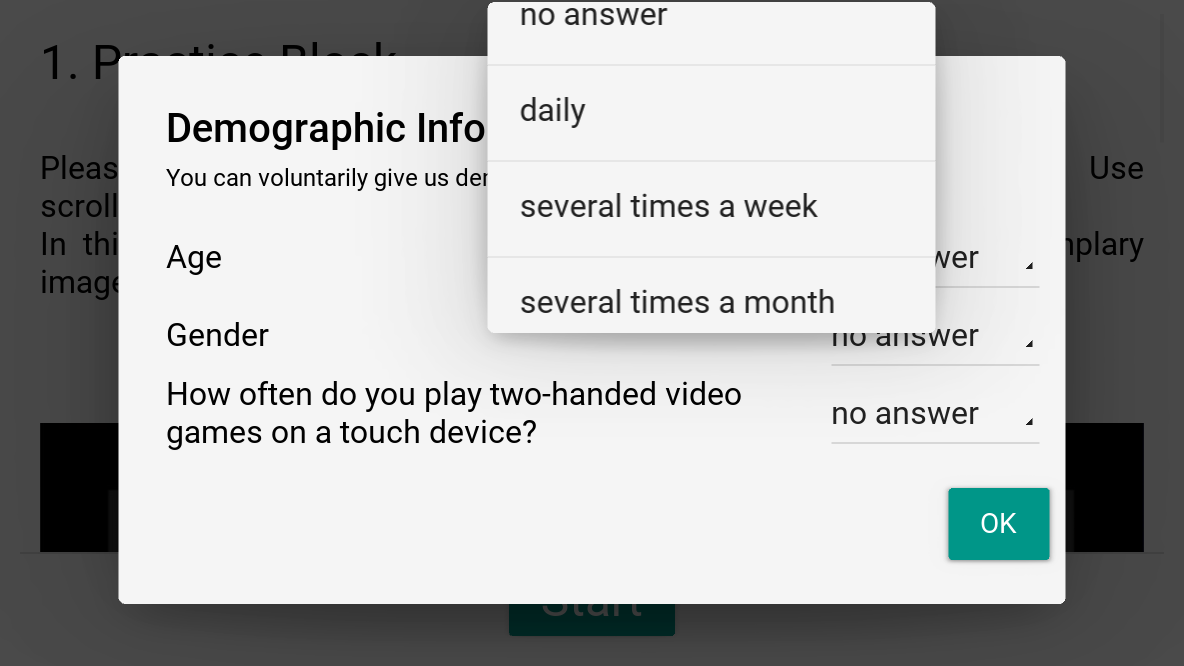 no answer
1. Practice Block
daily
Demographic Info
Pleas
Use
You can voluntarily give us der
several times a week
scroll
In thi
nplary
Age
wer
image
several times a month
Gender
no answer
How often do you play two-handed video
games on a touch device?
no answer
OK
Start